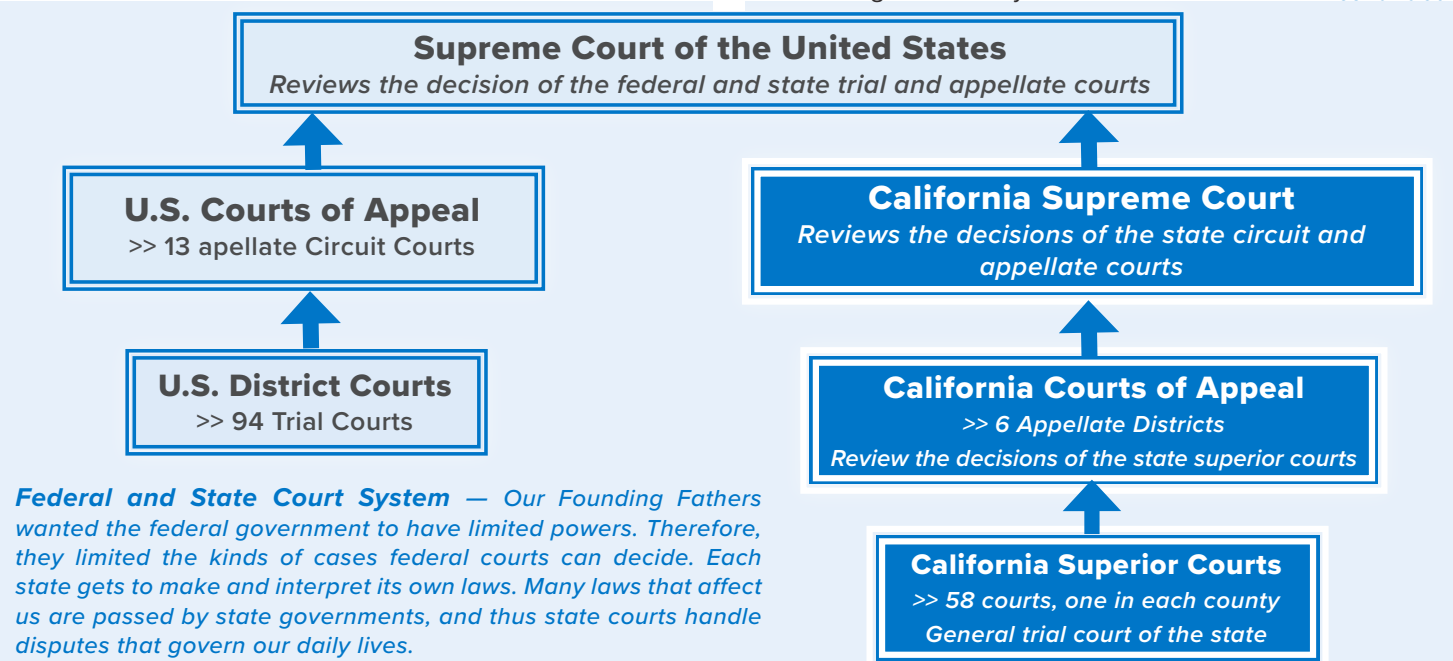 Supreme Court of the United States
Reviews the decision of the federal and state trial and appellate courts
U.S. Courts of Appeal
>> 13 apellate Circuit Courts
U.S. District Courts
>> 94 Trial Courts
California Supreme Court
Reviews the decisions of the state circuit and
appellate courts
California Courts of Appeal
>> 6 Appellate Districts
Review the decisions of the state superior courts
California Superior Courts
>> 58 courts, one in each county
General trial court of the state
Federal and State Court System — Our Founding Fathers
wanted the federal government to have limited powers. Therefore,
they limited the kinds of cases federal courts can decide. Each
state gets to make and interpret its own laws. Many laws that affect
us are passed by state governments, and thus state courts handle
disputes that govern our daily lives.